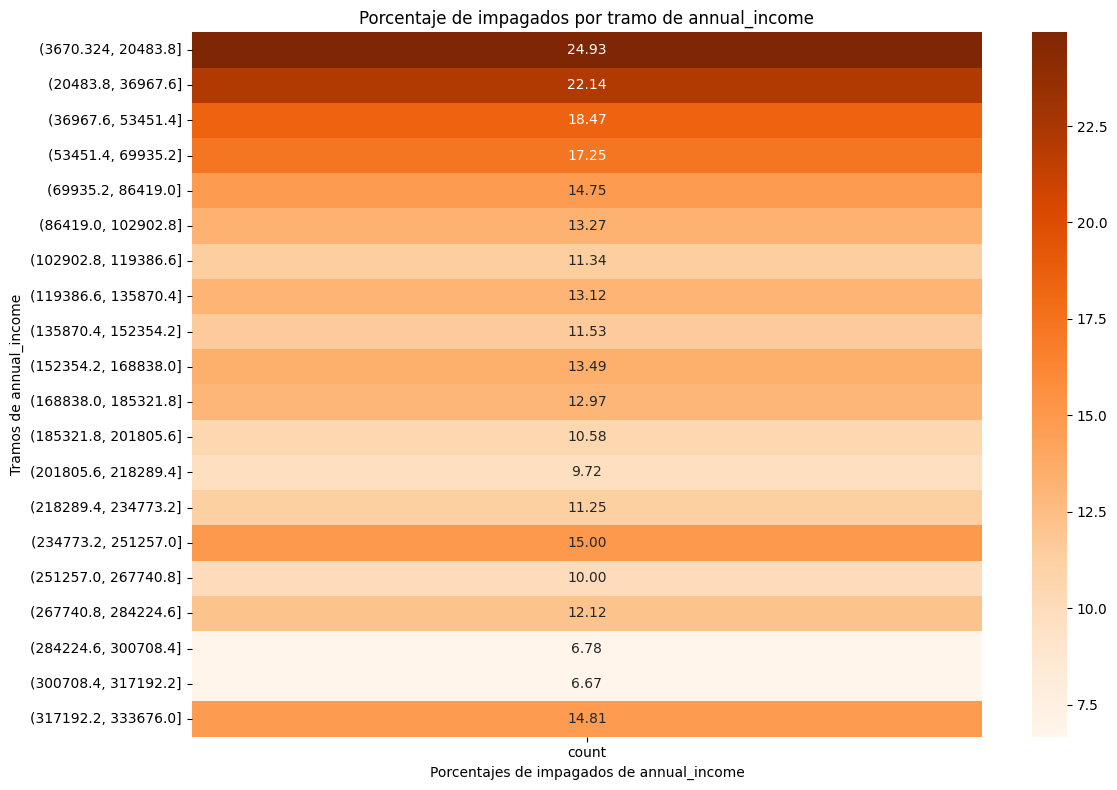 Porcentaje de impagados por tramo de annual_income
Tramos de annual_income
(3670.324, 20483.8] 24.93
(20483.8, 36967.6] 22.14
(36967.6, 53451.4] 18.47
(53451.4, 69935.2] 17.25
(69935.2, 86419.0] 14.75
(86419.0, 102902.8] 13.27
(102902.8, 119386.6] 11.34
(119386.6, 135870.4] 13.12
(135870.4, 152354.2] 11.53
(152354.2, 168838.0] 13.49
(168838.0, 185321.8] 12.97
(185321.8, 201805.6] 10.58
(201805.6, 218289.4] 9.72
(218289.4, 234773.2] 11.25
(234773.2, 251257.0] 15.00
(251257.0, 267740.8] 10.00
(267740.8, 284224.6] 12.12
(284224.6, 300708.4] 6.78
(300708.4, 317192.2] 6.67
(317192.2, 333676.0] 14.81
count
Porcentajes de impagados de annual_income
22.5
20.0
17.5
15.0
12.5
10.0
7.5